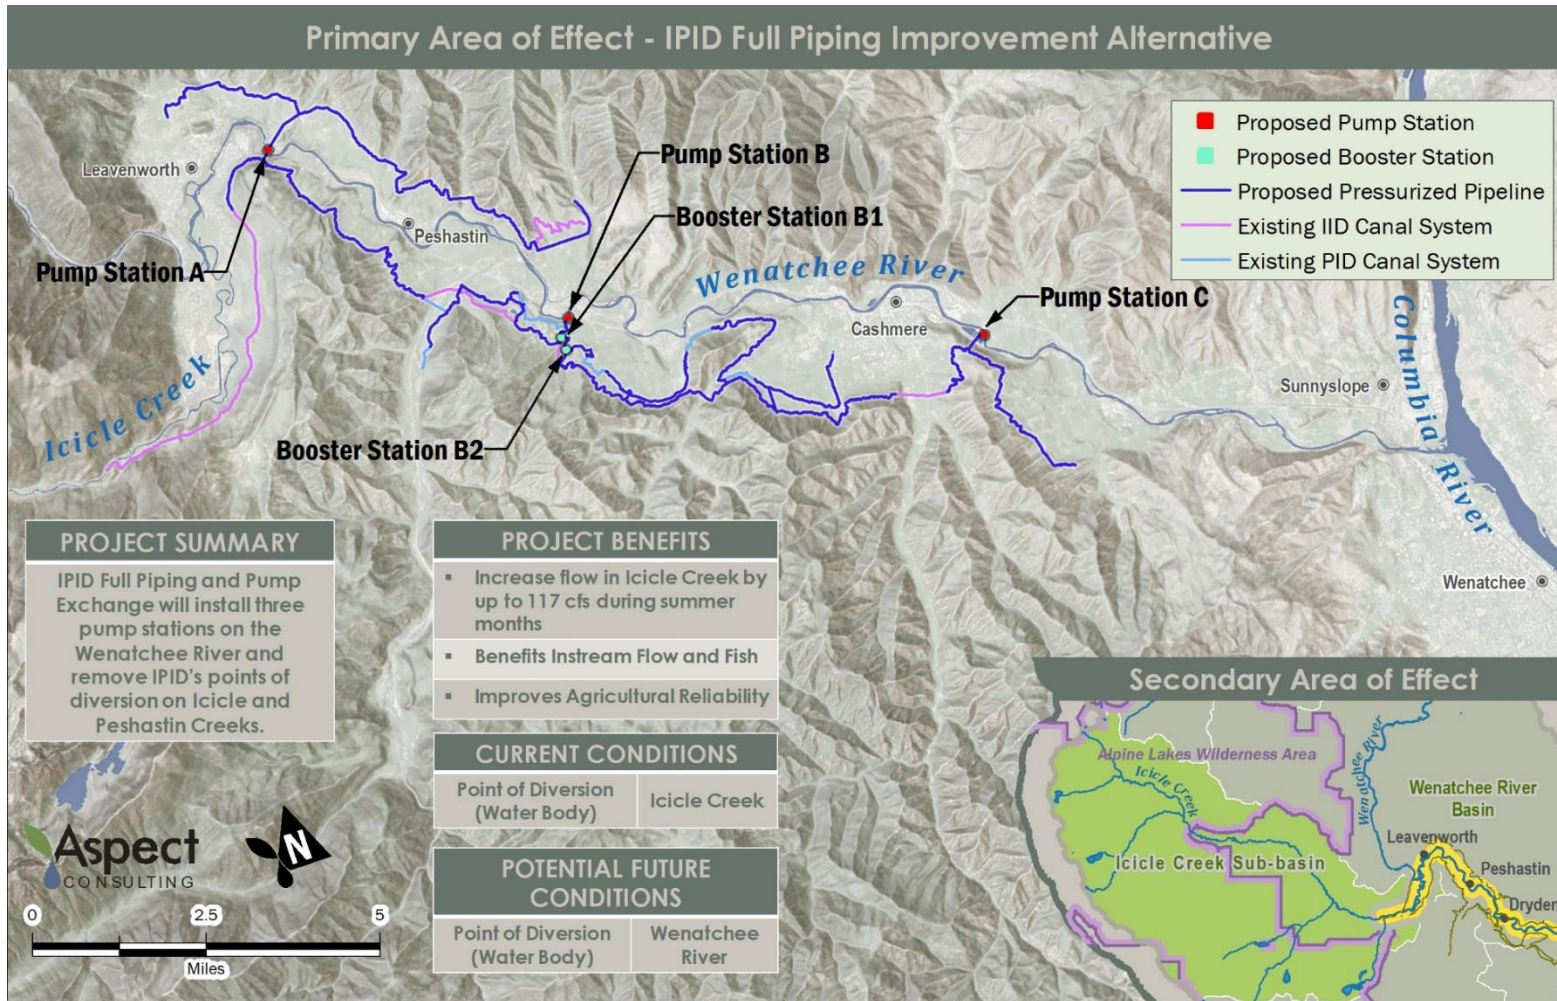 Primary Area of Effect - IPID Full Piping Improvement Alternative
Proposed Pump Station
Proposed Booster Station
Proposed Pressurized Pipeline
Existing IID Canal System
Existing PID Canal System
Leavenworth
Peshastin
Pump Station A
Pump Station B
Booster Station B1
Booster Station B2
Wenatchee River
Cashmere
Pump Station C
Sunnyslope
Columbia River
Icicle Creek
Wenatchee
PROJECT SUMMARY
IPID Full Piping and Pump
Exchange will install three
pump stations on the
Wenatchee River and
remove IPID's points of
diversion on Icicle and
Peshastin Creeks.
PROJECT BENEFITS
▪ Increase flow in Icicle Creek by
up to 117 cfs during summer
months
▪ Benefits Instream Flow and Fish
▪ Improves Agricultural Reliability
CURRENT CONDITIONS
Point of Diversion
(Water Body)
Icicle Creek
POTENTIAL FUTURE
CONDITIONS
Point of Diversion
(Water Body)
Wenatchee
River
Aspect
CONSULTING
N
0 2.5 5
Miles
Secondary Area of Effect
Alpine Lakes Wilderness Area
Icicle Creek
Wenatchee River
Wenatchee River
Basin
Leavenworth
Icicle Creek Sub-basin
Peshastin
Dryden